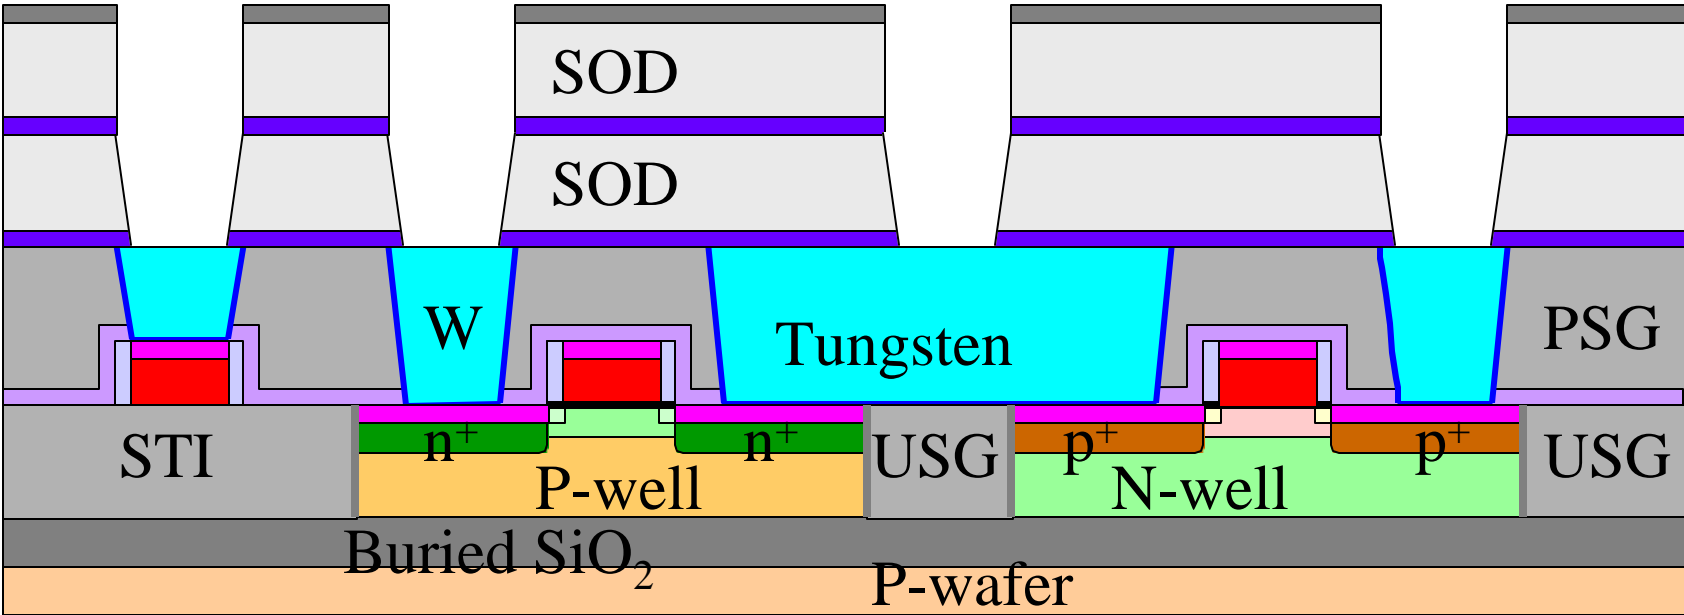 SOD
SOD
W
Tungsten
PSG
STI
n+
n+
USG
p+
p+
USG
P-well
N-well
Buried SiO2
P-wafer